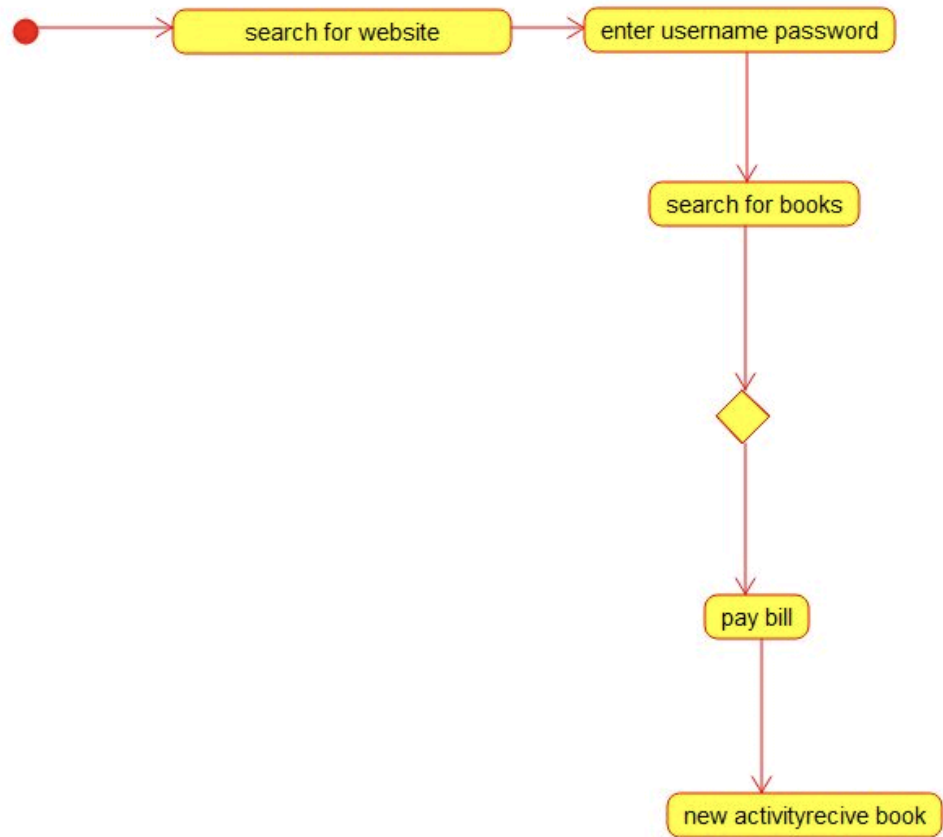 search for website
enter username password
search for books
pay bill
new activityrecive book